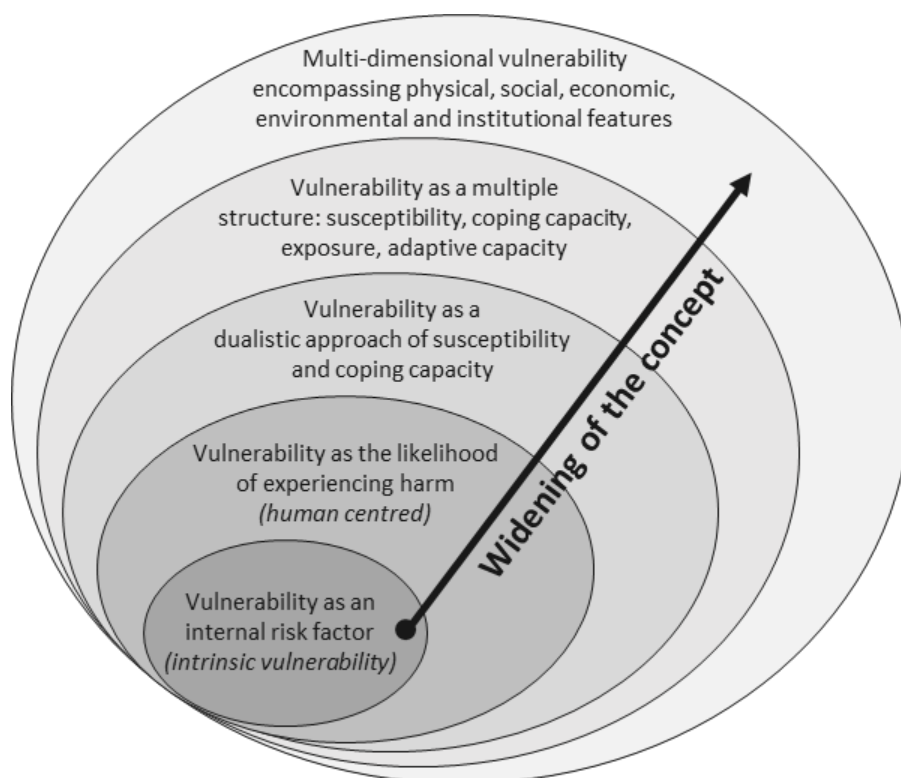 Multi-dimensional vulnerability
encompassing physical, social, economic,
environmental and institutional features
Vulnerability as a multiple
structure: susceptibility, coping capacity,
exposure, adaptive capacity
Vulnerability as a
dualistic approach of susceptibility
and coping capacity
Vulnerability as the likelihood
of experiencing harm
(human centred)
Vulnerability as an
internal risk factor
(intrinsic vulnerability)
Widening of the concept